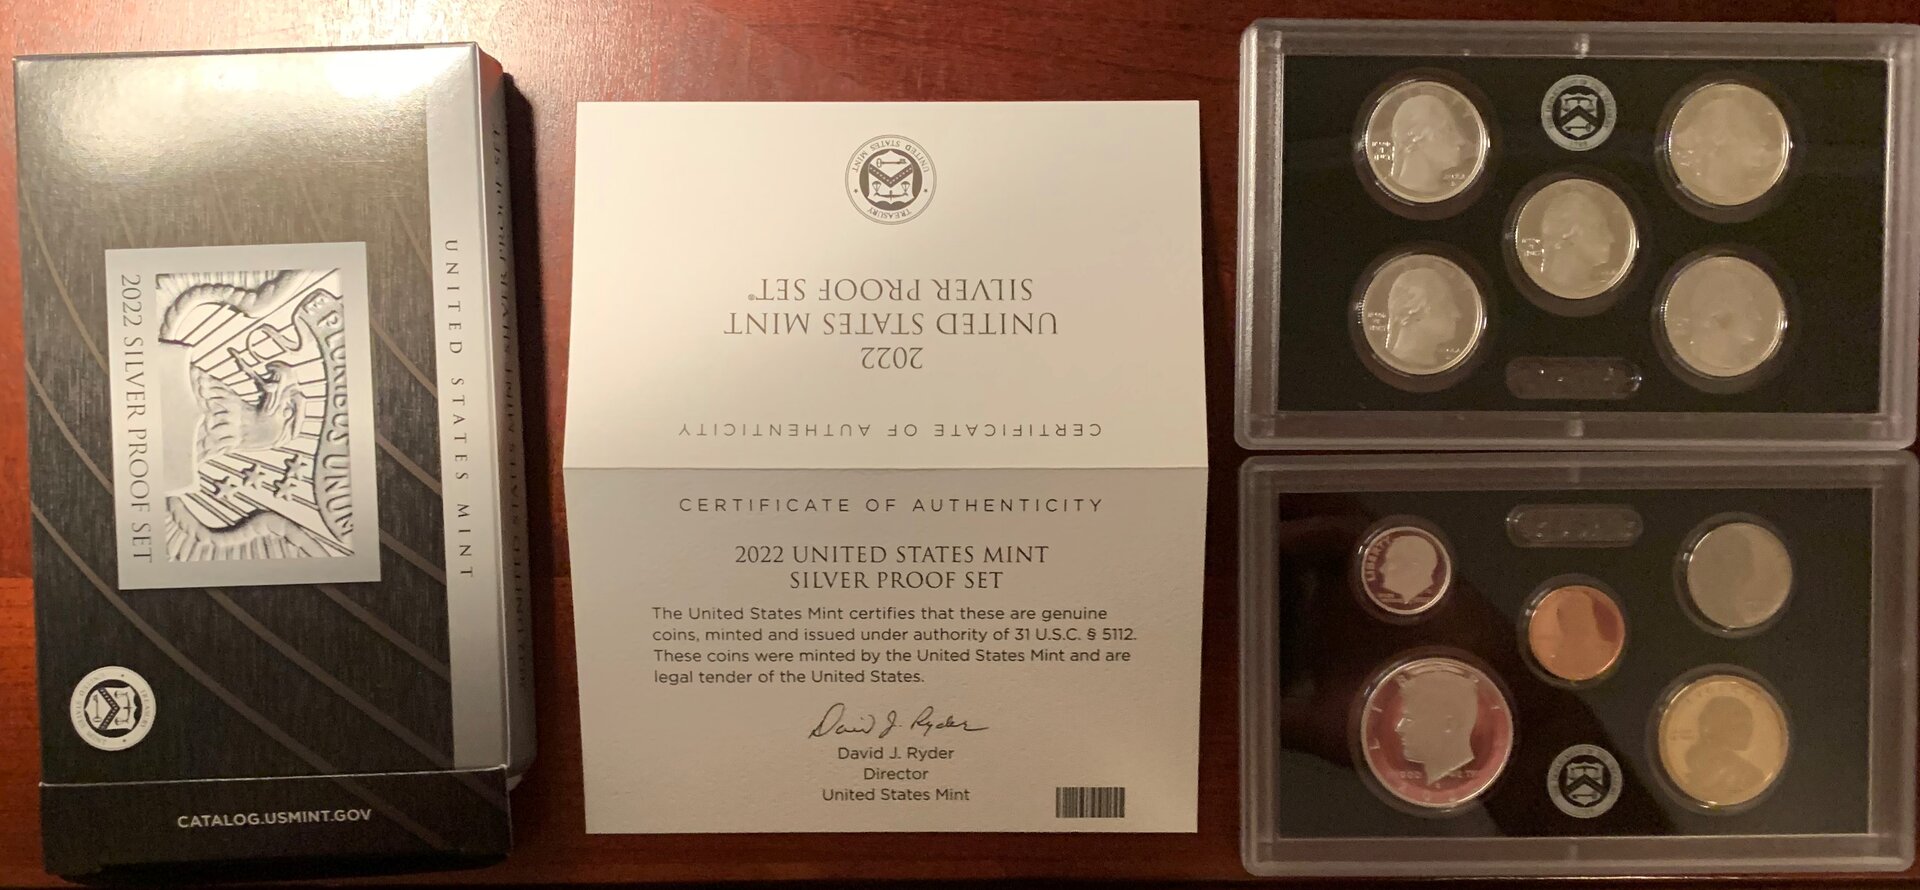 UNITED STATES MINT
E PLURIBUS UNUM
2022 SILVER PROOF SET
CATALOG.USMINT.GOV
2022
UNITED STATES MINT
SILVER PROOF SET®
CERTIFICATE OF AUTHENTICITY
CERTIFICATE OF AUTHENTICITY
2022 UNITED STATES MINT
SILVER PROOF SET
The United States Mint certifies that these are genuine
coins, minted and issued under authority of 31 U.S.C. § 5112.
These coins were minted by the United States Mint and are
legal tender of the United States.
David J. Ryder
David J. Ryder
Director
United States Mint
UNITED STATES MINT
TREASURY
LIBERTY